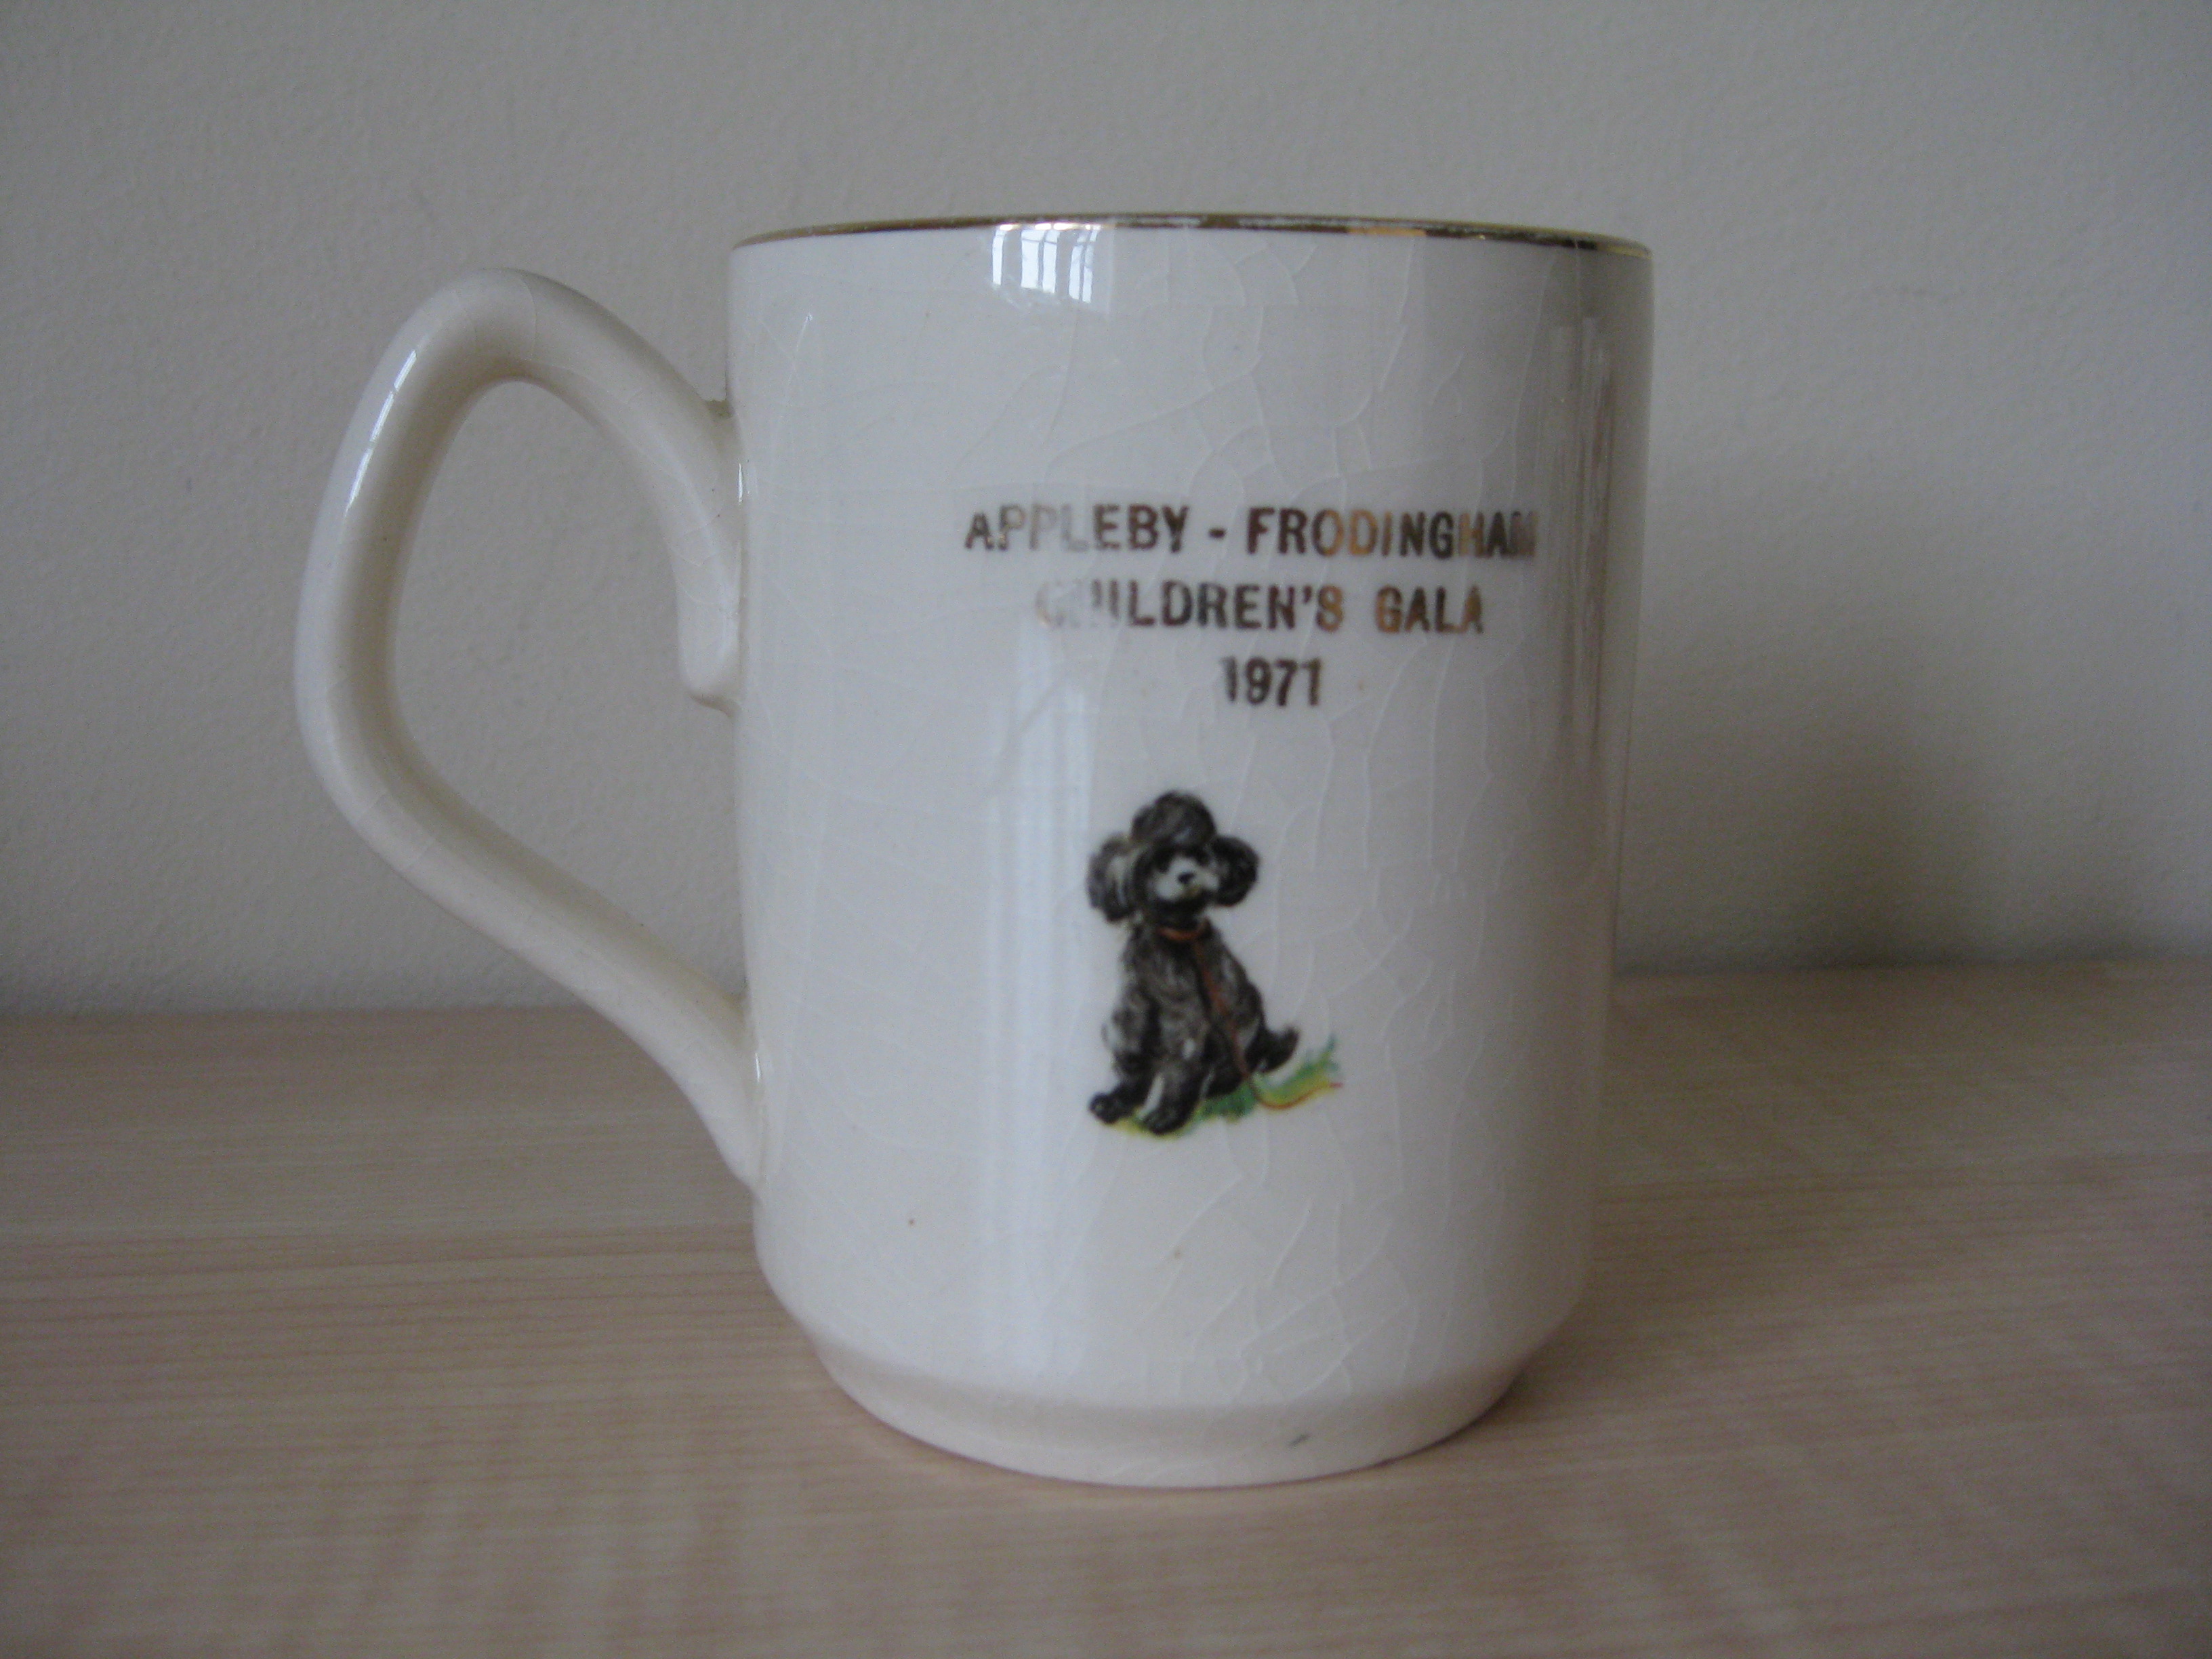 APPLEBY - FRODINGHAM
CHILDREN'S GALA
1971